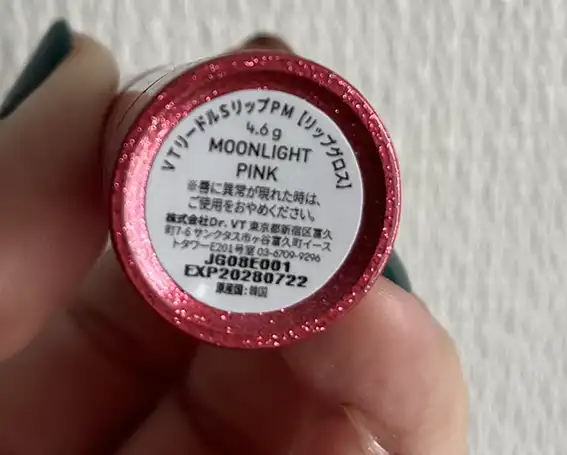 VTリードルSリップPM【リップグロス】
4.6g
MOONLIGHT
PINK
※唇に異常が現れた時は、
ご使用をおやめください。
株式会社Dr. VT 東京都新宿区富久
町7-6 サンクタス市ヶ谷富久町イース
トタワーE201号室 03-6709-9296
JG08E001
EXP20280722
原産国:韓国